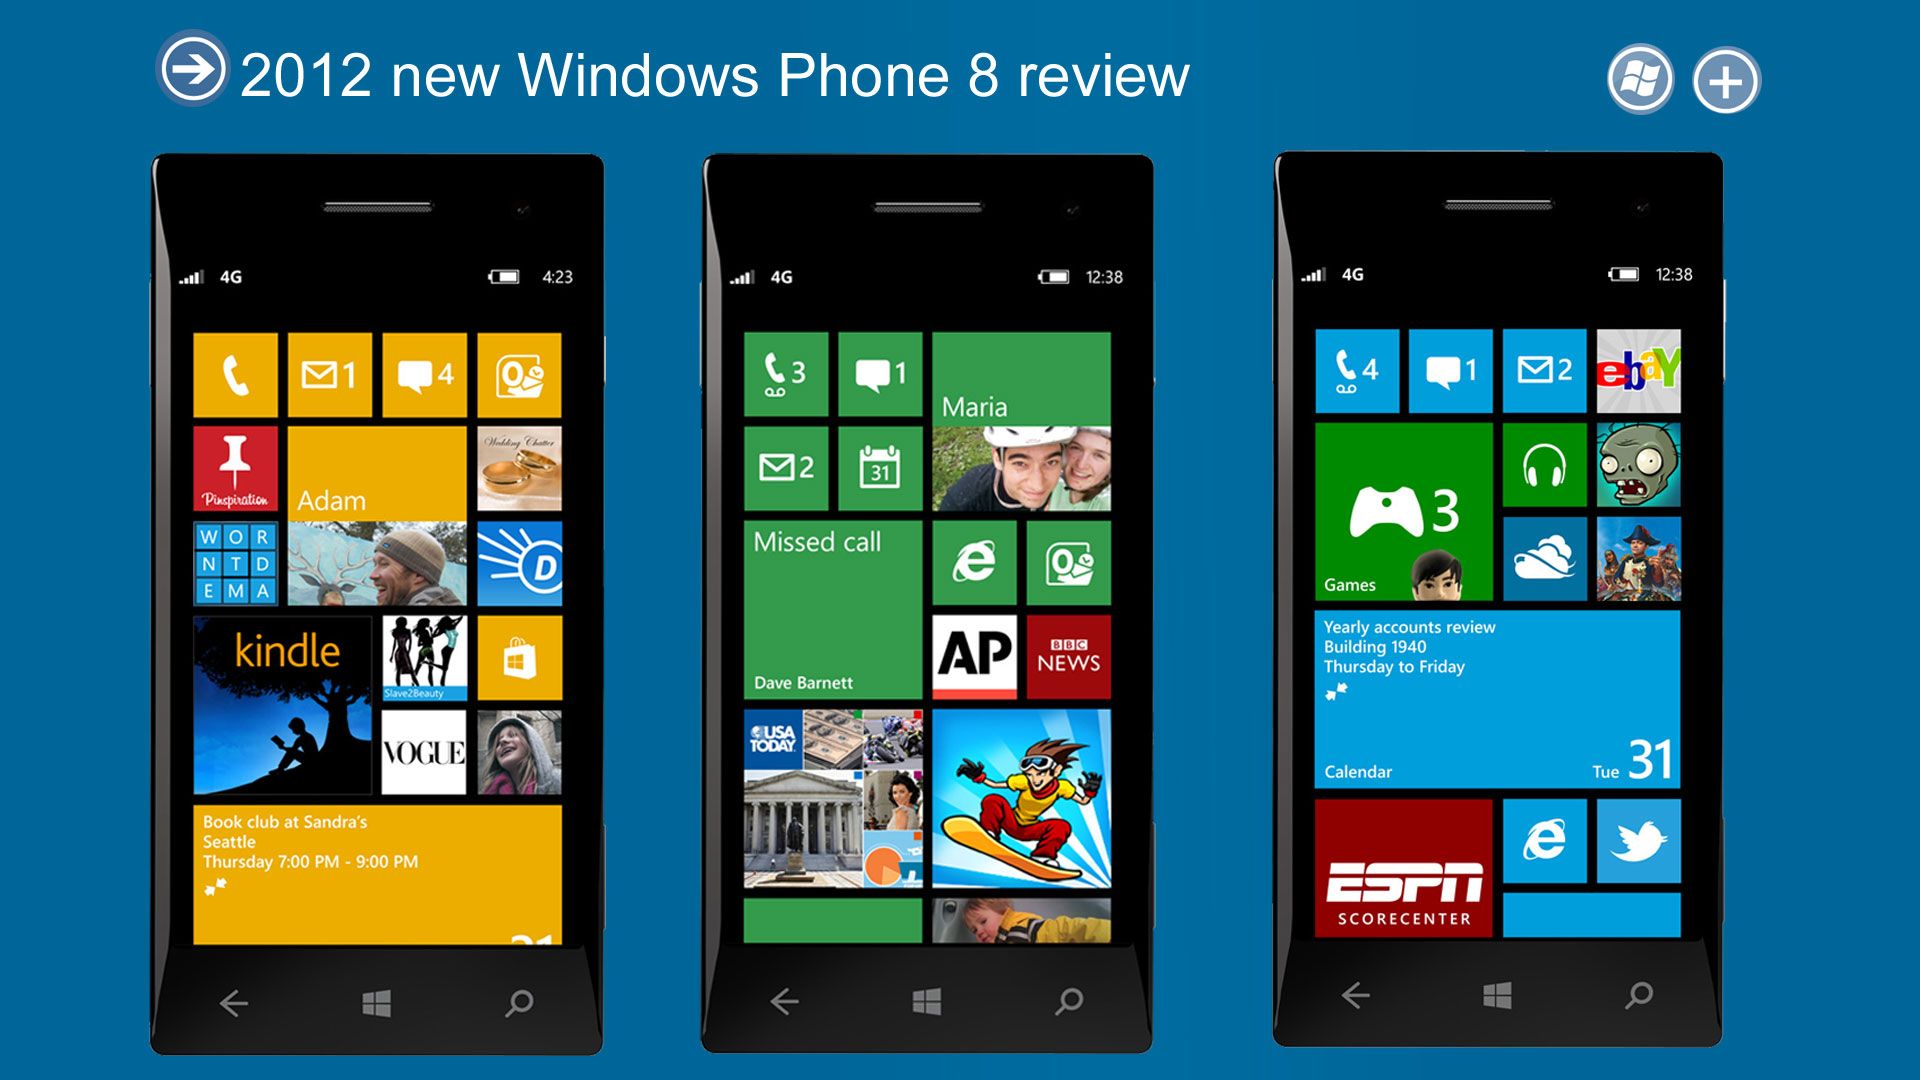 2012 new Windows Phone 8 review
4G
4:23
1
4
O
Pinspiration
Adam
Wedding Chatter
W O R
N T D
E M A
D
kindle
Slave2Beauty
VOGUE
Book club at Sandra's
Seattle
Thursday 7:00 PM - 9:00 PM
31
4G
12:38
3
1
Maria
2
31
Missed call
Dave Barnett
O
AP
BBC
NEWS
USA
TODAY
4G
12:38
4
1
2
ebaY
3
Games
Yearly accounts review
Building 1940
Thursday to Friday
Calendar
Tue 31
ESPN
SCORECENTER